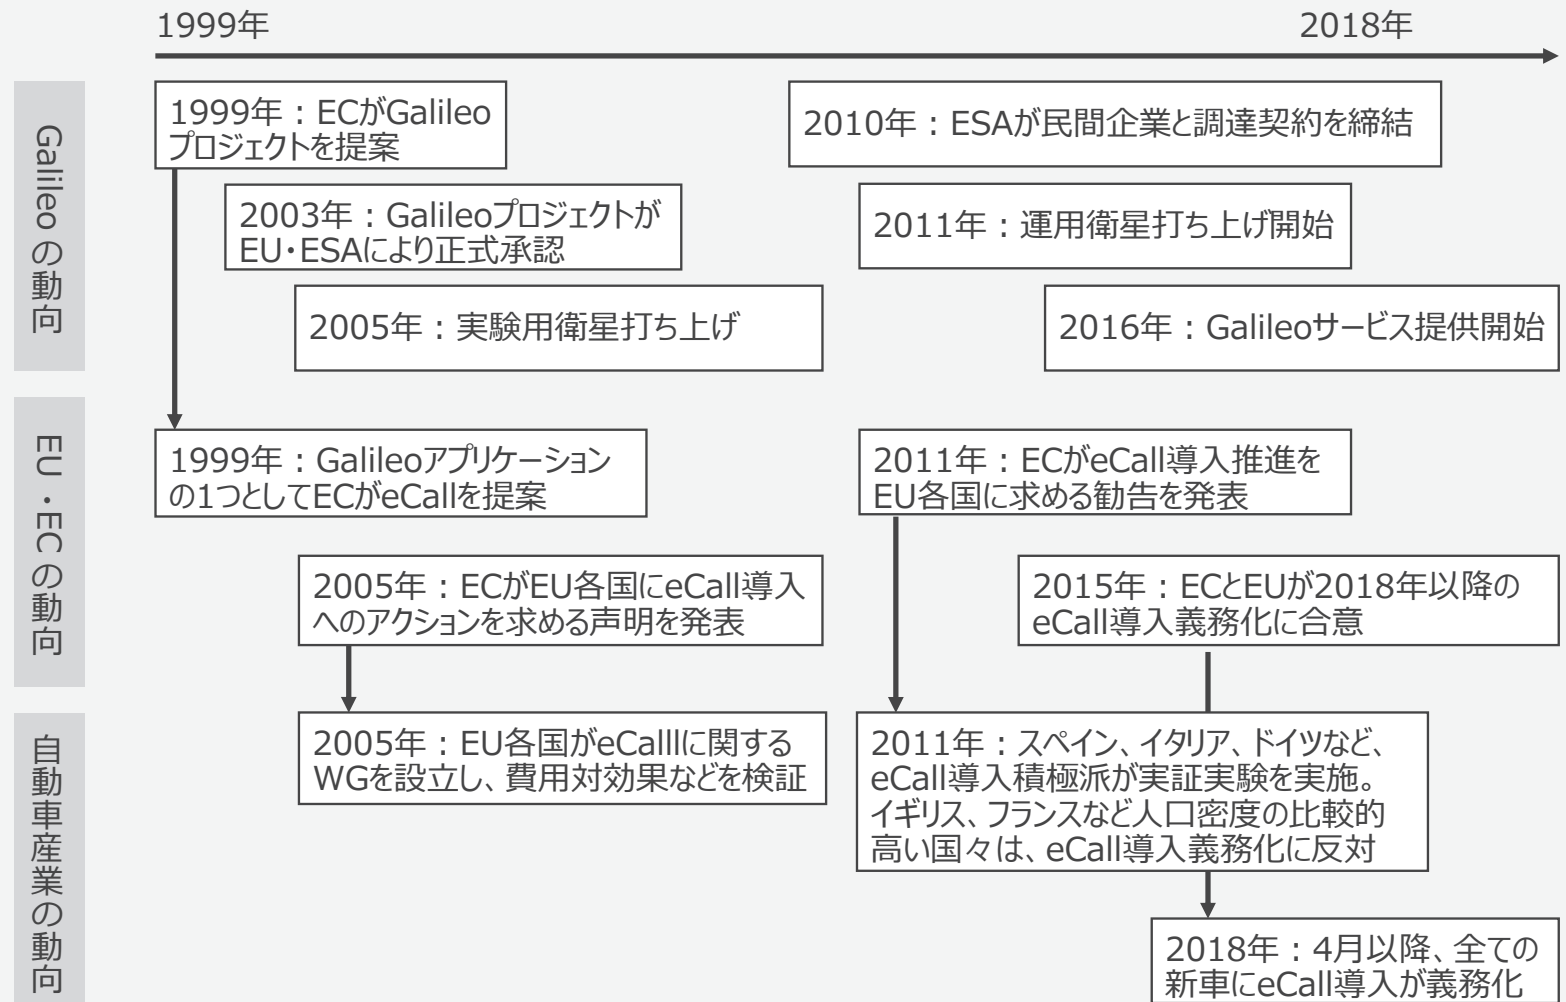 1999年
2018年
Galileoの動向
1999年：ECがGalileo
プロジェクトを提案
2010年：ESAが民間企業と調達契約を締結
2003年：Galileoプロジェクトが
EU・ESAにより正式承認
2011年：運用衛星打ち上げ開始
2005年：実験用衛星打ち上げ
2016年：Galileoサービス提供開始
EU・ECの動向
1999年：Galileoアプリケーション
の1つとしてECがeCallを提案
2011年：ECがeCall導入推進を
EU各国に求める勧告を発表
2005年：ECがEU各国にeCall導入
へのアクションを求める声明を発表
2015年：ECとEUが2018年以降の
eCall導入義務化に合意
自動車産業の動向
2005年：EU各国がeCalllに関する
WGを設立し、費用対効果などを検証
2011年：スペイン、イタリア、ドイツなど、
eCall導入積極派が実証実験を実施。
イギリス、フランスなど人口密度の比較的
高い国々は、eCall導入義務化に反対
2018年：4月以降、全ての
新車にeCall導入が義務化